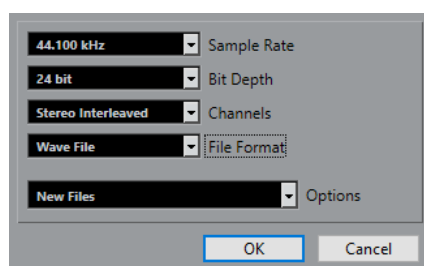 44.100 kHz Sample Rate
24 bit Bit Depth
Stereo Interleaved Channels
Wave File File Format
New Files Options
OK Cancel